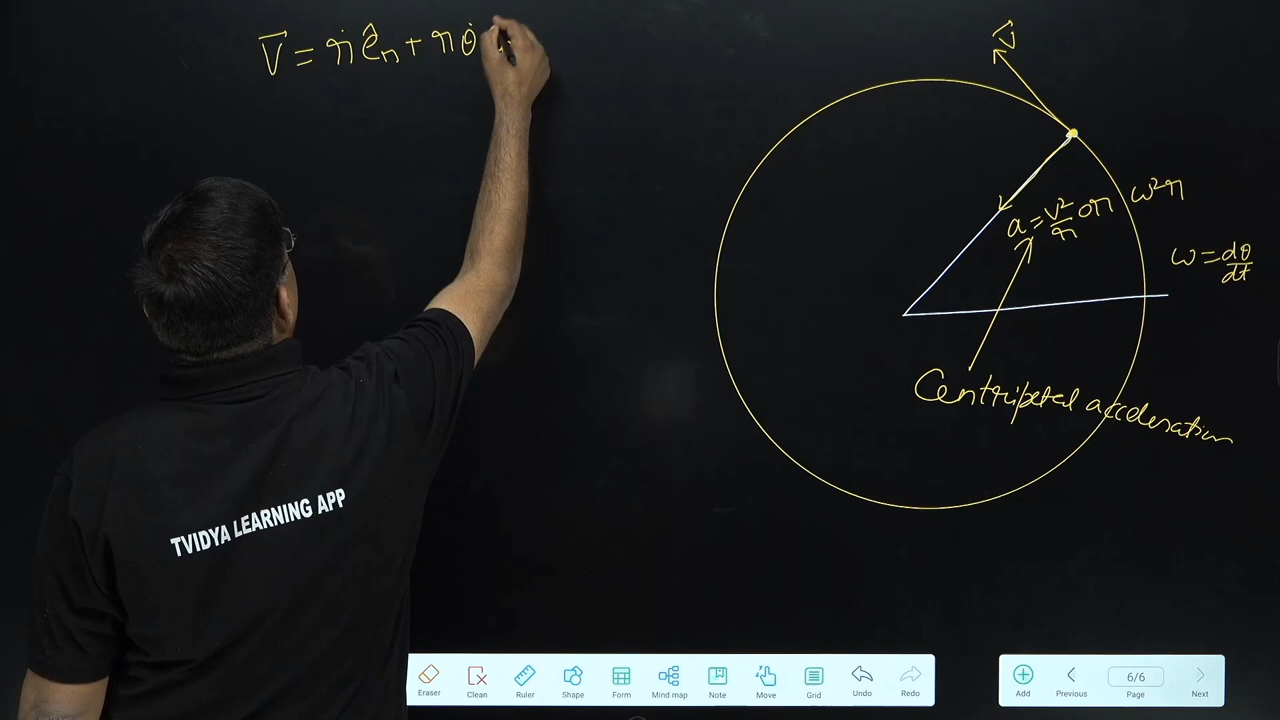 V⃗ = ṙ ê_r + r θ̇
V⃗
a = v²/r or ω²r
ω = dθ/dt
Centripetal acceleration
TVIDYA LEARNING APP
Eraser Clean Ruler Shape Form Mind map Note Move Grid Undo Redo
Add Previous 6/6 Page Next